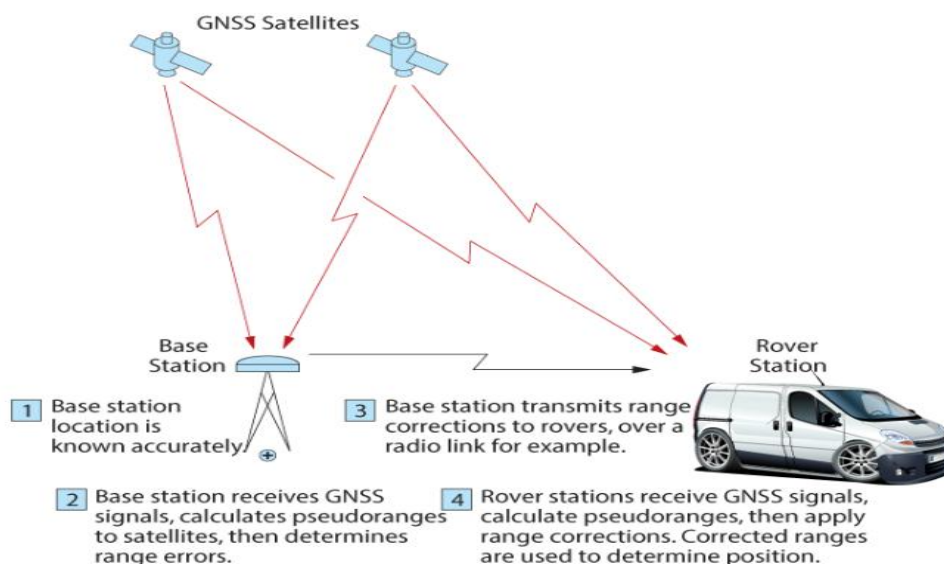 GNSS Satellites
Base
Station
Rover
Station
1 Base station
location is
known accurately.
3 Base station transmits range
corrections to rovers, over a
radio link for example.
2 Base station receives GNSS
signals, calculates pseudoranges
to satellites, then determines
range errors.
4 Rover stations receive GNSS signals,
calculate pseudoranges, then apply
range corrections. Corrected ranges
are used to determine position.